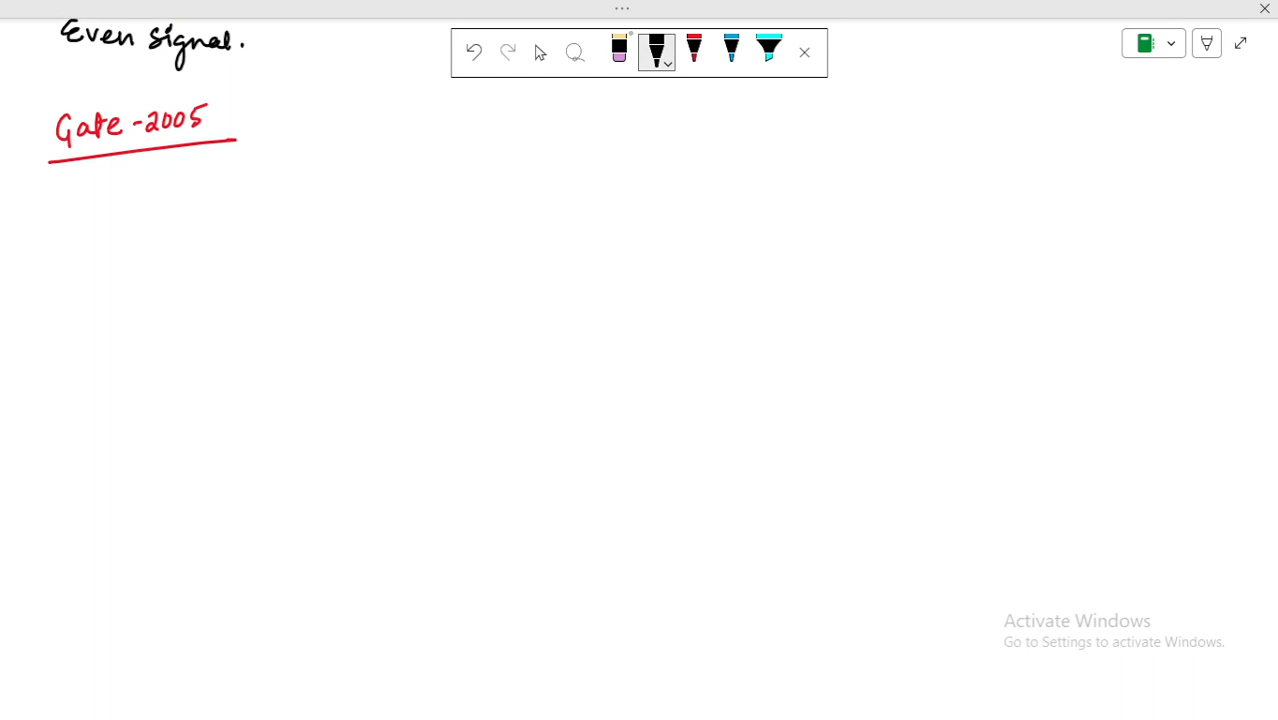 Even signal.
Gate -2005
Activate Windows
Go to Settings to activate Windows.